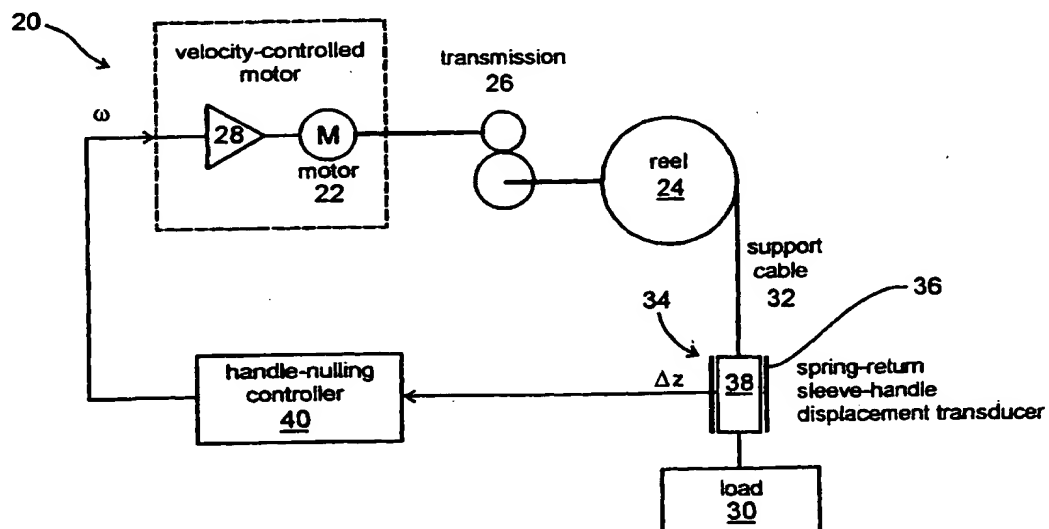 20
velocity-controlled
motor
ω
28
M
motor
22
transmission
26
reel
24
support
cable
32
34
36
38
spring-return
sleeve-handle
displacement transducer
Δz
handle-nulling
controller
40
load
30